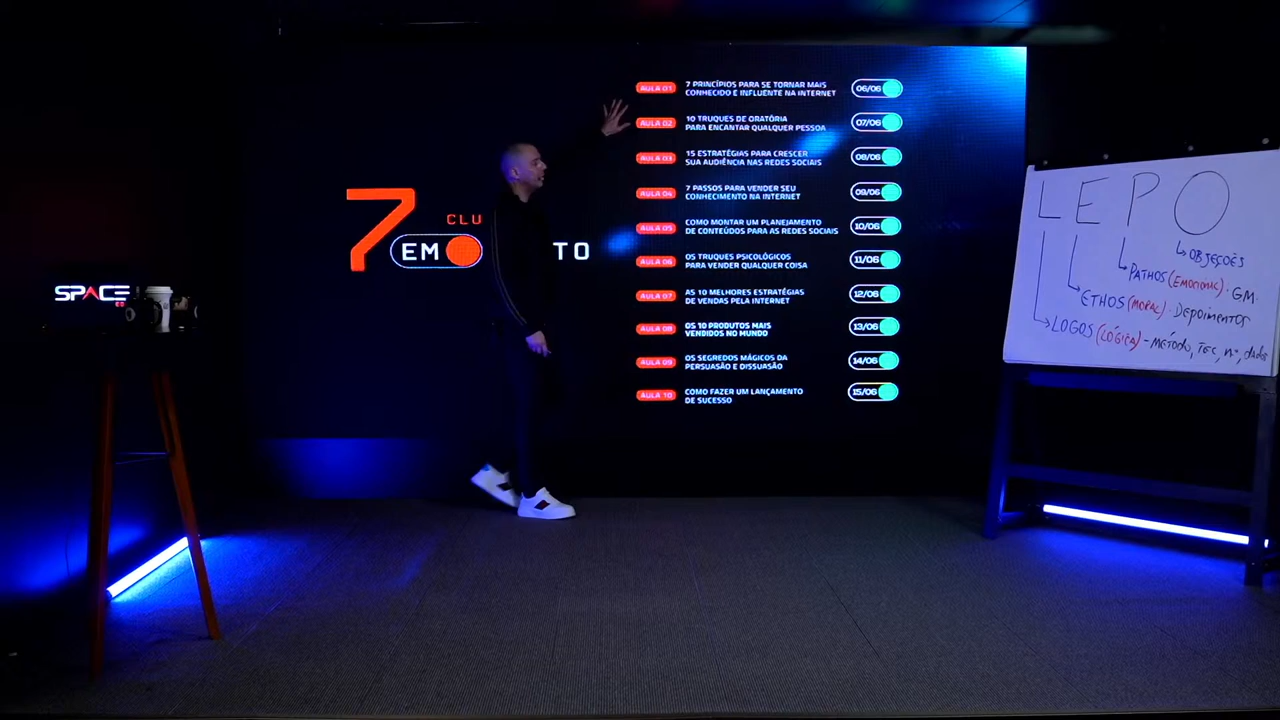 7
CLU
EM
TO
AULA 01
7 PRINCÍPIOS PARA SE TORNAR MAIS
CONHECIDO E INFLUENTE NA INTERNET
06/06
AULA 02
10 TRUQUES DE ORATÓRIA
PARA ENCANTAR QUALQUER PESSOA
07/06
AULA 03
15 ESTRATÉGIAS PARA CRESCER
SUA AUDIÊNCIA NAS REDES SOCIAIS
08/06
AULA 04
7 PASSOS PARA VENDER SEU
CONHECIMENTO NA INTERNET
09/06
AULA 05
COMO MONTAR UM PLANEJAMENTO
DE CONTEÚDOS PARA AS REDES SOCIAIS
10/06
AULA 06
OS TRUQUES PSICOLÓGICOS
PARA VENDER QUALQUER COISA
11/06
AULA 07
AS 10 MELHORES ESTRATÉGIAS
DE VENDAS PELA INTERNET
12/06
AULA 08
OS 10 PRODUTOS MAIS
VENDIDOS NO MUNDO
13/06
AULA 09
OS SEGREDOS MÁGICOS DA
PERSUASÃO E DISSUASÃO
14/06
AULA 10
COMO FAZER UM LANÇAMENTO
DE SUCESSO
15/06
SPACE
LEPO
OBJEÇÕES
PATHOS (EMOCIONAL) · GM.
ETHOS (MORAL) · DEPOIMENTOS
LOGOS (LÓGICA) - MÉTODO, TEC, nº, dados